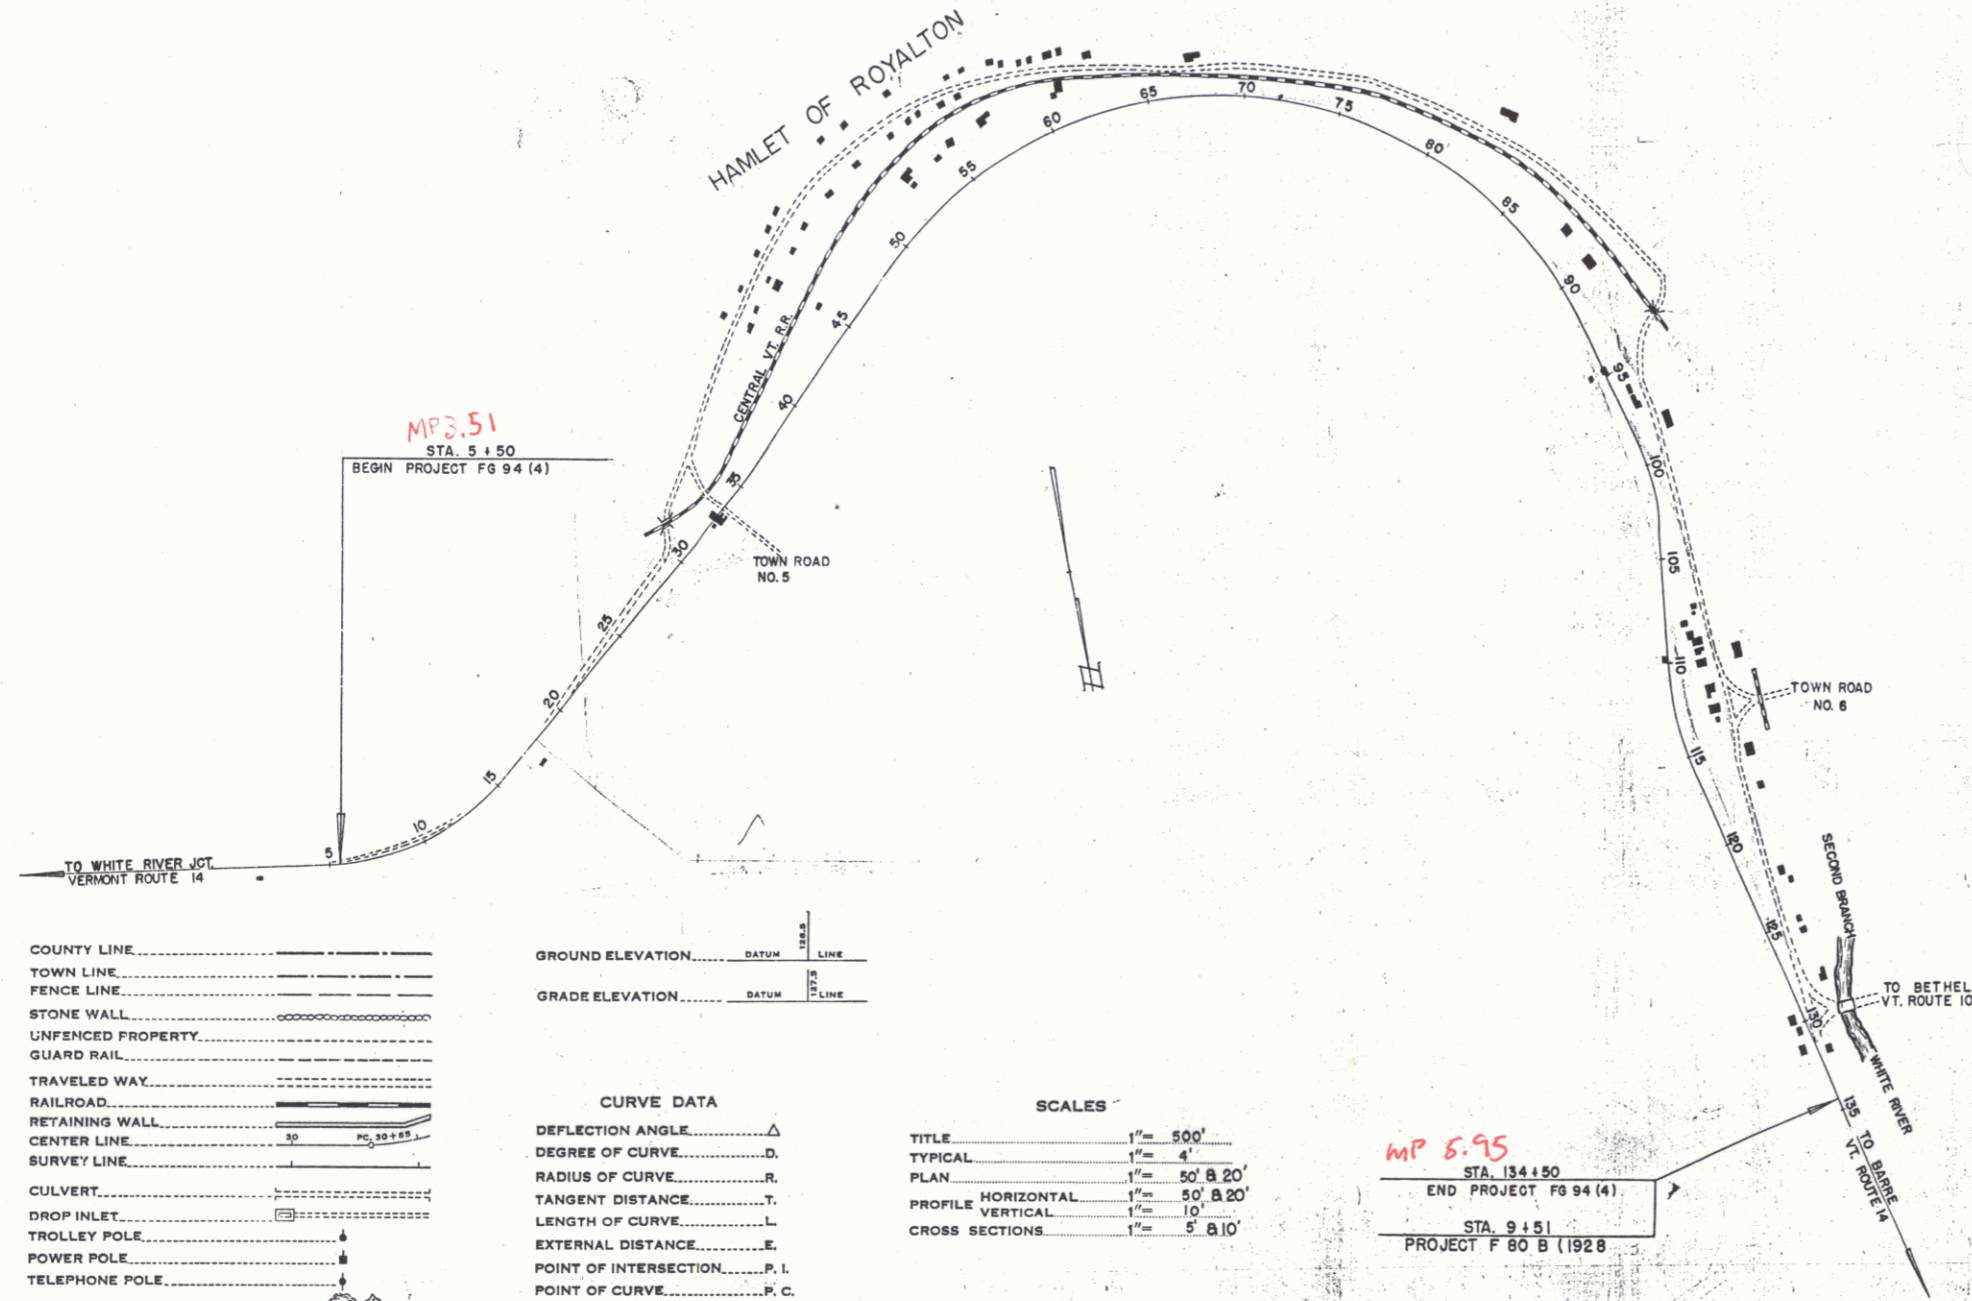 HAMLET OF ROYALTON
MP3.51
STA. 5+50
BEGIN PROJECT FG 94 (4)
CENTRAL VT. R.R.
TOWN ROAD
NO. 5
5
10
15
20
25
30
35
40
45
50
55
60
65
70
75
80
85
90
95
100
105
110
115
120
125
130
135
TOWN ROAD
NO. 6
SECOND BRANCH
TO BETHEL
VT. ROUTE 10
WHITE RIVER
TO BARRE
VT. ROUTE 14
TO WHITE RIVER JCT.
VERMONT ROUTE 14
COUNTY LINE
TOWN LINE
FENCE LINE
STONE WALL
UNFENCED PROPERTY
GUARD RAIL
TRAVELED WAY
RAILROAD
RETAINING WALL
CENTER LINE 30 PC. 30+65
SURVEY LINE
CULVERT
DROP INLET
TROLLEY POLE
POWER POLE
TELEPHONE POLE
GROUND ELEVATION DATUM 126.5 LINE
GRADE ELEVATION DATUM 127.5 LINE
CURVE DATA
DEFLECTION ANGLE △
DEGREE OF CURVE D.
RADIUS OF CURVE R.
TANGENT DISTANCE T.
LENGTH OF CURVE L
EXTERNAL DISTANCE E.
POINT OF INTERSECTION P. I.
POINT OF CURVE P. C.
SCALES
TITLE 1"= 500'
TYPICAL 1"= 4'
PLAN 1"= 50' & 20'
PROFILE HORIZONTAL 1"= 50' & 20'
VERTICAL 1"= 10'
CROSS SECTIONS 1"= 5' & 10'
MP 5.95
STA. 134+50
END PROJECT FG 94 (4)
STA. 9+51
PROJECT F 80 B (1928